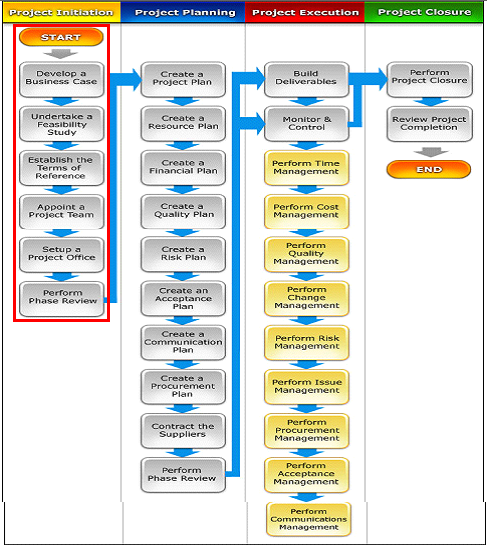 Project Initiation
Project Planning
Project Execution
Project Closure
START
Develop a
Business Case
Undertake a
Feasibility
Study
Establish the
Terms of
Reference
Appoint a
Project Team
Setup a
Project Office
Perform
Phase Review
Create a
Project Plan
Create a
Resource Plan
Create a
Financial Plan
Create a
Quality Plan
Create a
Risk Plan
Create an
Acceptance
Plan
Create a
Communication
Plan
Create a
Procurement
Plan
Contract the
Suppliers
Perform
Phase Review
Build
Deliverables
Monitor &
Control
Perform Time
Management
Perform Cost
Management
Perform
Quality
Management
Perform
Change
Management
Perform Risk
Management
Perform Issue
Management
Perform
Procurement
Management
Perform
Acceptance
Management
Perform
Communications
Management
Perform
Project Closure
Review Project
Completion
END